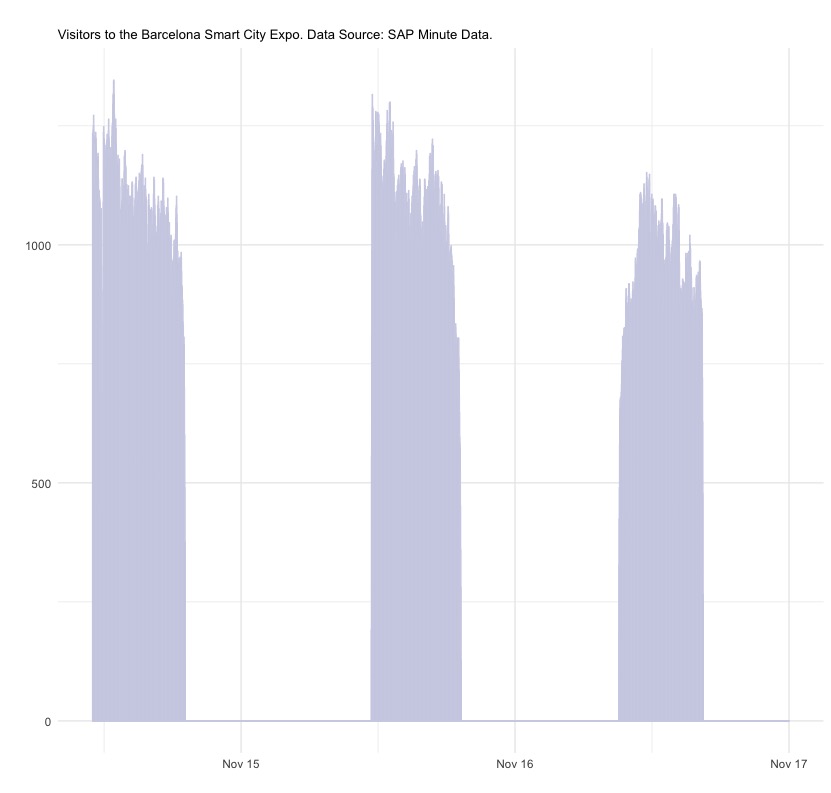 Visitors to the Barcelona Smart City Expo. Data Source: SAP Minute Data.
1000
500
0
Nov 15
Nov 16
Nov 17